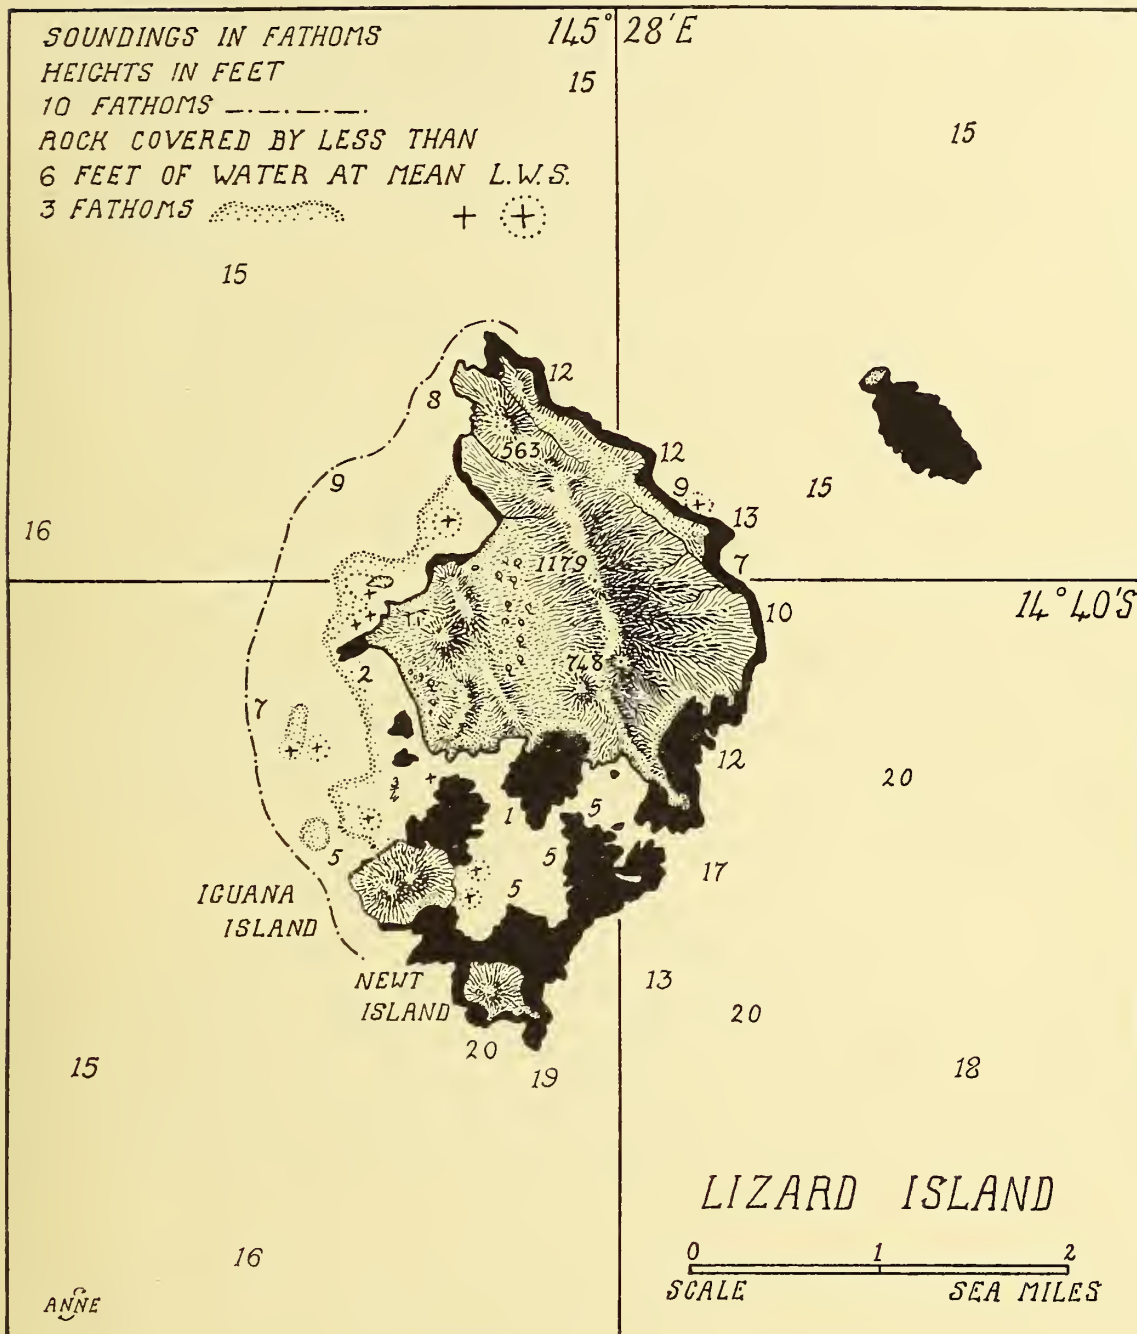 SOUNDINGS IN FATHOMS
HEIGHTS IN FEET
10 FATHOMS
ROCK COVERED BY LESS THAN
6 FEET OF WATER AT MEAN L.W.S.
3 FATHOMS
145° 28'E
15
15
15
12
8
563
12
9
9
15
13
16
1179
7
14° 40'S
10
748
2
7
12
20
3/4
1
5
5
5
17
5
IGUANA
ISLAND
NEWT
ISLAND
13
20
20
15
19
18
LIZARD ISLAND
0 1 2
SCALE SEA MILES
16
ANNE